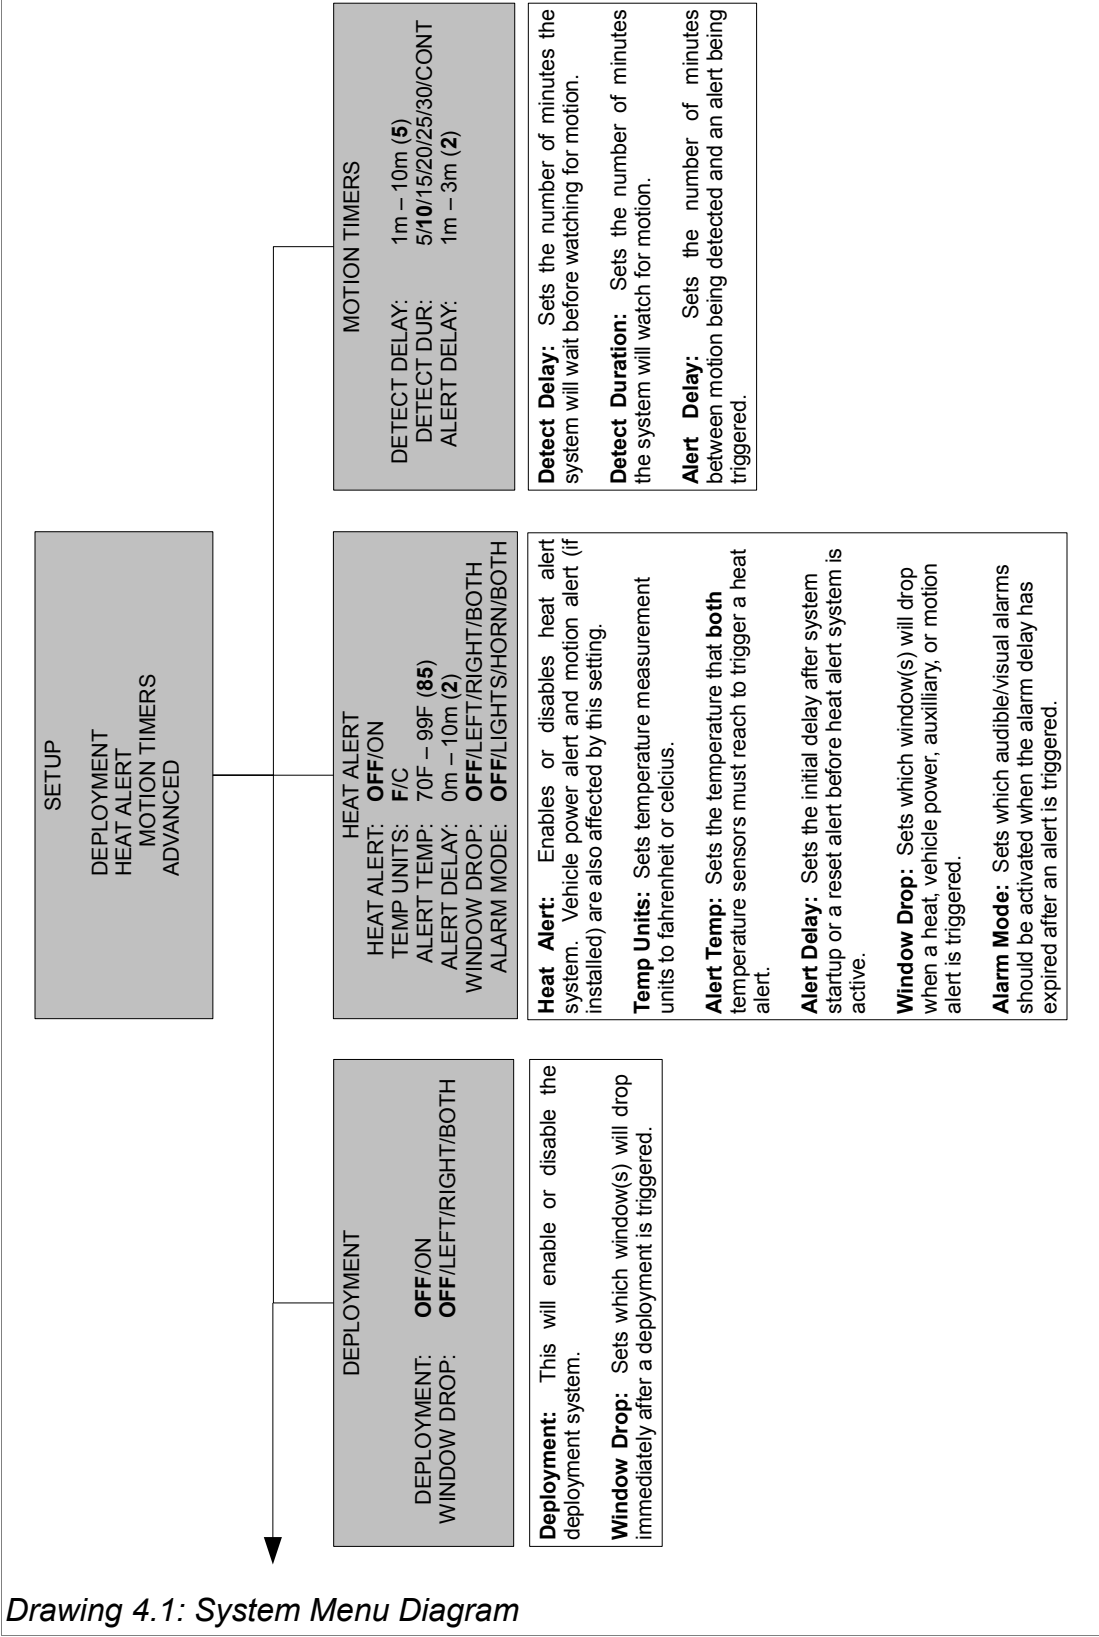 SETUP
DEPLOYMENT
HEAT ALERT
MOTION TIMERS
ADVANCED
DEPLOYMENT
DEPLOYMENT: OFF/ON
WINDOW DROP: OFF/LEFT/RIGHT/BOTH
Deployment: This will enable or disable the
deployment system.
Window Drop: Sets which window(s) will drop
immediately after a deployment is triggered.
HEAT ALERT
HEAT ALERT: OFF/ON
TEMP UNITS: F/C
ALERT TEMP: 70F – 99F (85)
ALERT DELAY: 0m – 10m (2)
WINDOW DROP: OFF/LEFT/RIGHT/BOTH
ALARM MODE: OFF/LIGHTS/HORN/BOTH
Heat Alert: Enables or disables heat alert
system. Vehicle power alert and motion alert (if
installed) are also affected by this setting.
Temp Units: Sets temperature measurement
units to fahrenheit or celcius.
Alert Temp: Sets the temperature that both
temperature sensors must reach to trigger a heat
alert.
Alert Delay: Sets the initial delay after system
startup or a reset alert before heat alert system is
active.
Window Drop: Sets which window(s) will drop
when a heat, vehicle power, auxilliary, or motion
alert is triggered.
Alarm Mode: Sets which audible/visual alarms
should be activated when the alarm delay has
expired after an alert is triggered.
MOTION TIMERS
DETECT DELAY: 1m – 10m (5)
DETECT DUR: 5/10/15/20/25/30/CONT
ALERT DELAY: 1m – 3m (2)
Detect Delay: Sets the number of minutes the
system will wait before watching for motion.
Detect Duration: Sets the number of minutes
the system will watch for motion.
Alert Delay: Sets the number of minutes
between motion being detected and an alert being
triggered.
Drawing 4.1: System Menu Diagram